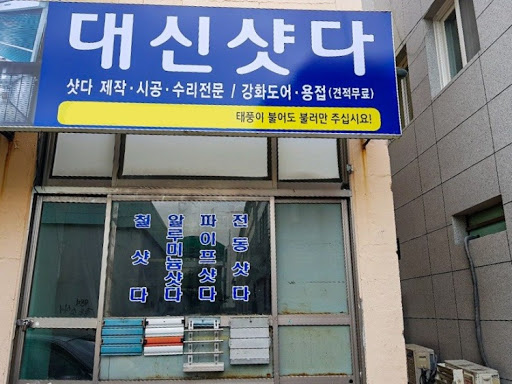 대신샷다
샷다 제작·시공·수리전문 / 강화도어·용접(견적무료)
태풍이 불어도 불러만 주십시요!
철샷다
알루미늄샷다
파이프샷다
전동샷다